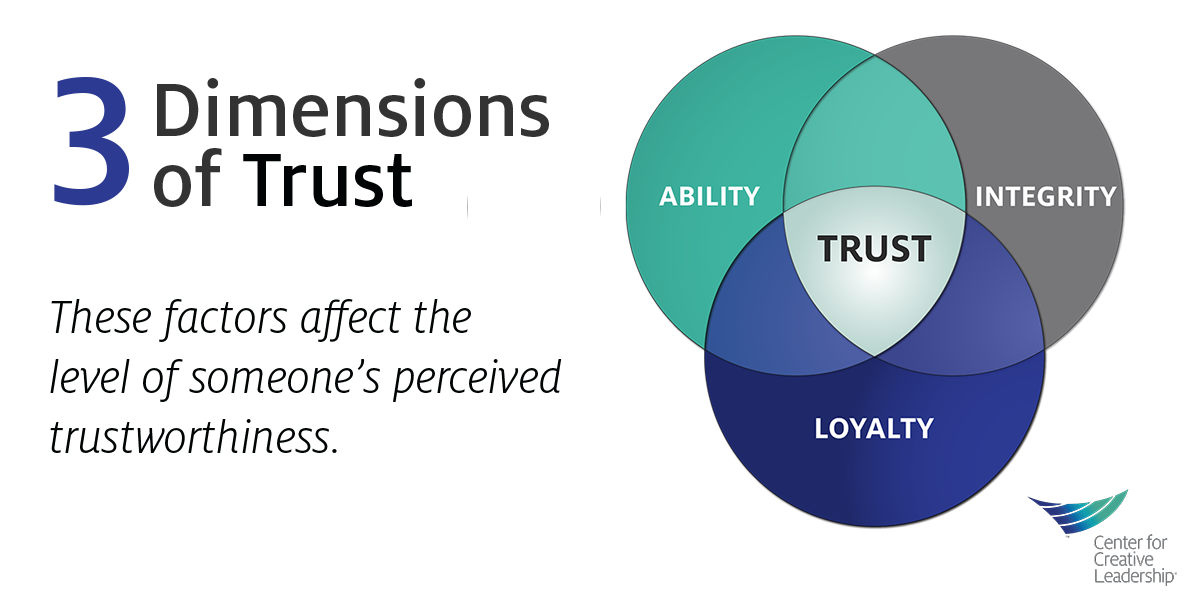 3 Dimensions
of Trust
These factors affect the
level of someone’s perceived
trustworthiness.
ABILITY
INTEGRITY
TRUST
LOYALTY
Center for
Creative
Leadership®